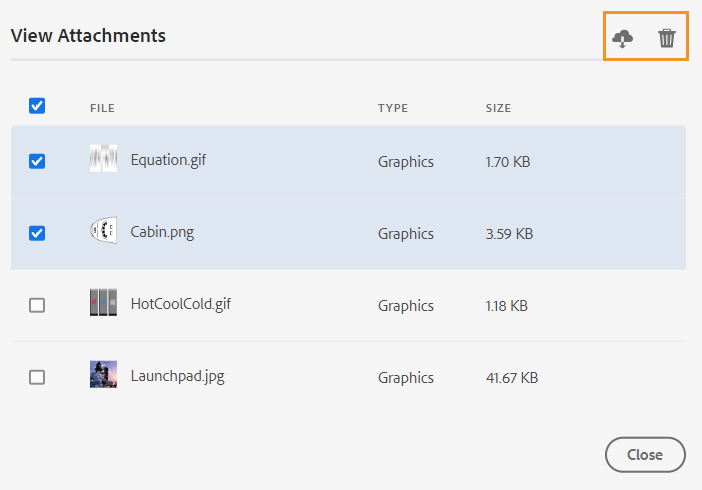 View Attachments
FILE TYPE SIZE
Equation.gif Graphics 1.70 KB
Cabin.png Graphics 3.59 KB
HotCoolCold.gif Graphics 1.18 KB
Launchpad.jpg Graphics 41.67 KB
Close